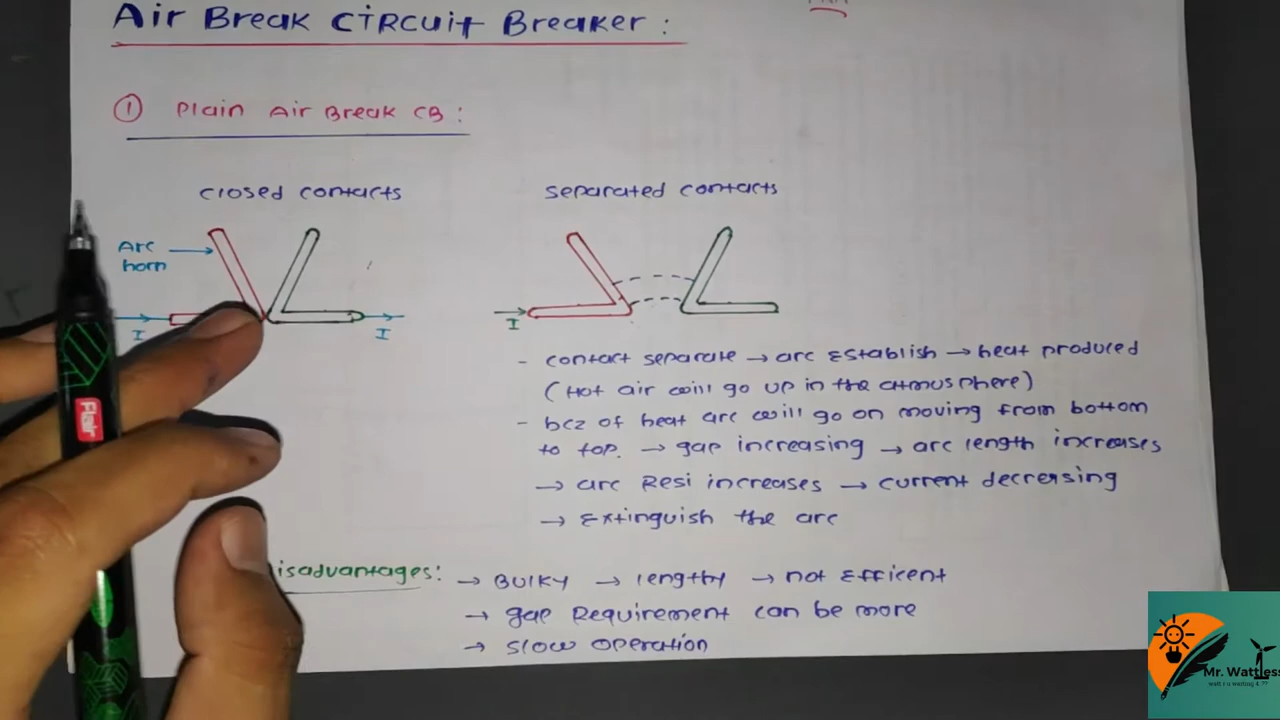 Air Break Circuit Breaker :
① Plain Air Break CB :
closed contacts
separated contacts
Arc
horn
I
I
I
- contact separate → arc Establish → heat produced
(Hot air will go up in the atmusphere)
- bcz of heat arc will go on moving from bottom
to top. → gap increasing → arc length increases
→ arc Resi increases → current decrersing
→ Extinguish the arc
isadvantages: → Bulky → lengthy → not Efficent
→ gap Requirement can be more
→ slow operation
Flair
Mr. Wattless